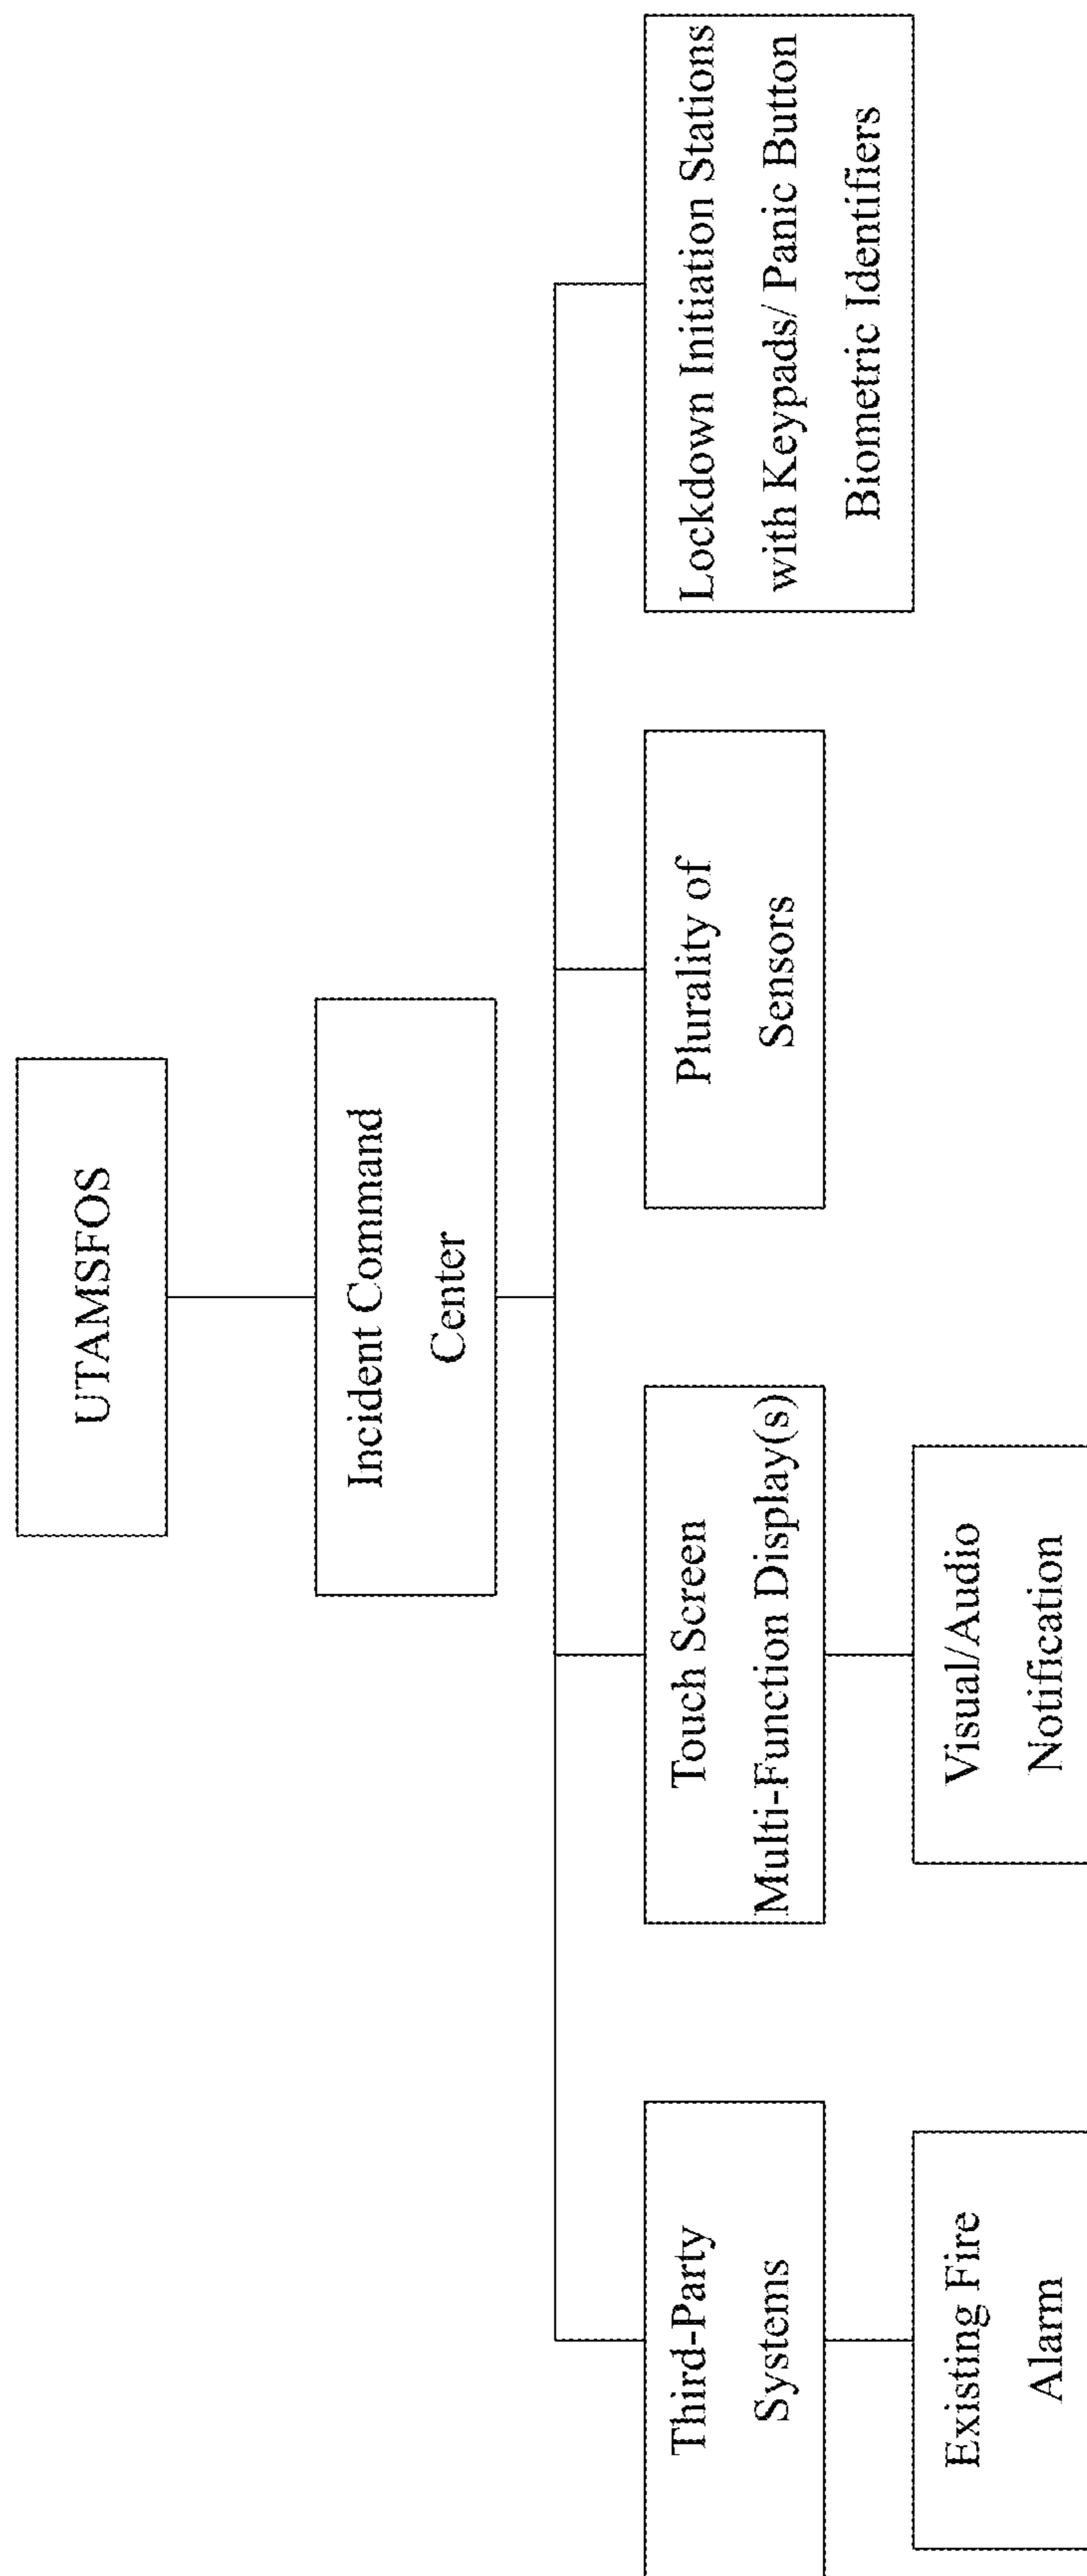 UTAMSFOS
Incident Command
Center
Third-Party
Systems
Touch Screen
Multi-Function Display(s)
Plurality of
Sensors
Lockdown Initiation Stations
with Keypads/ Panic Button
Biometric Identifiers
Existing Fire
Alarm
Visual/Audio
Notification